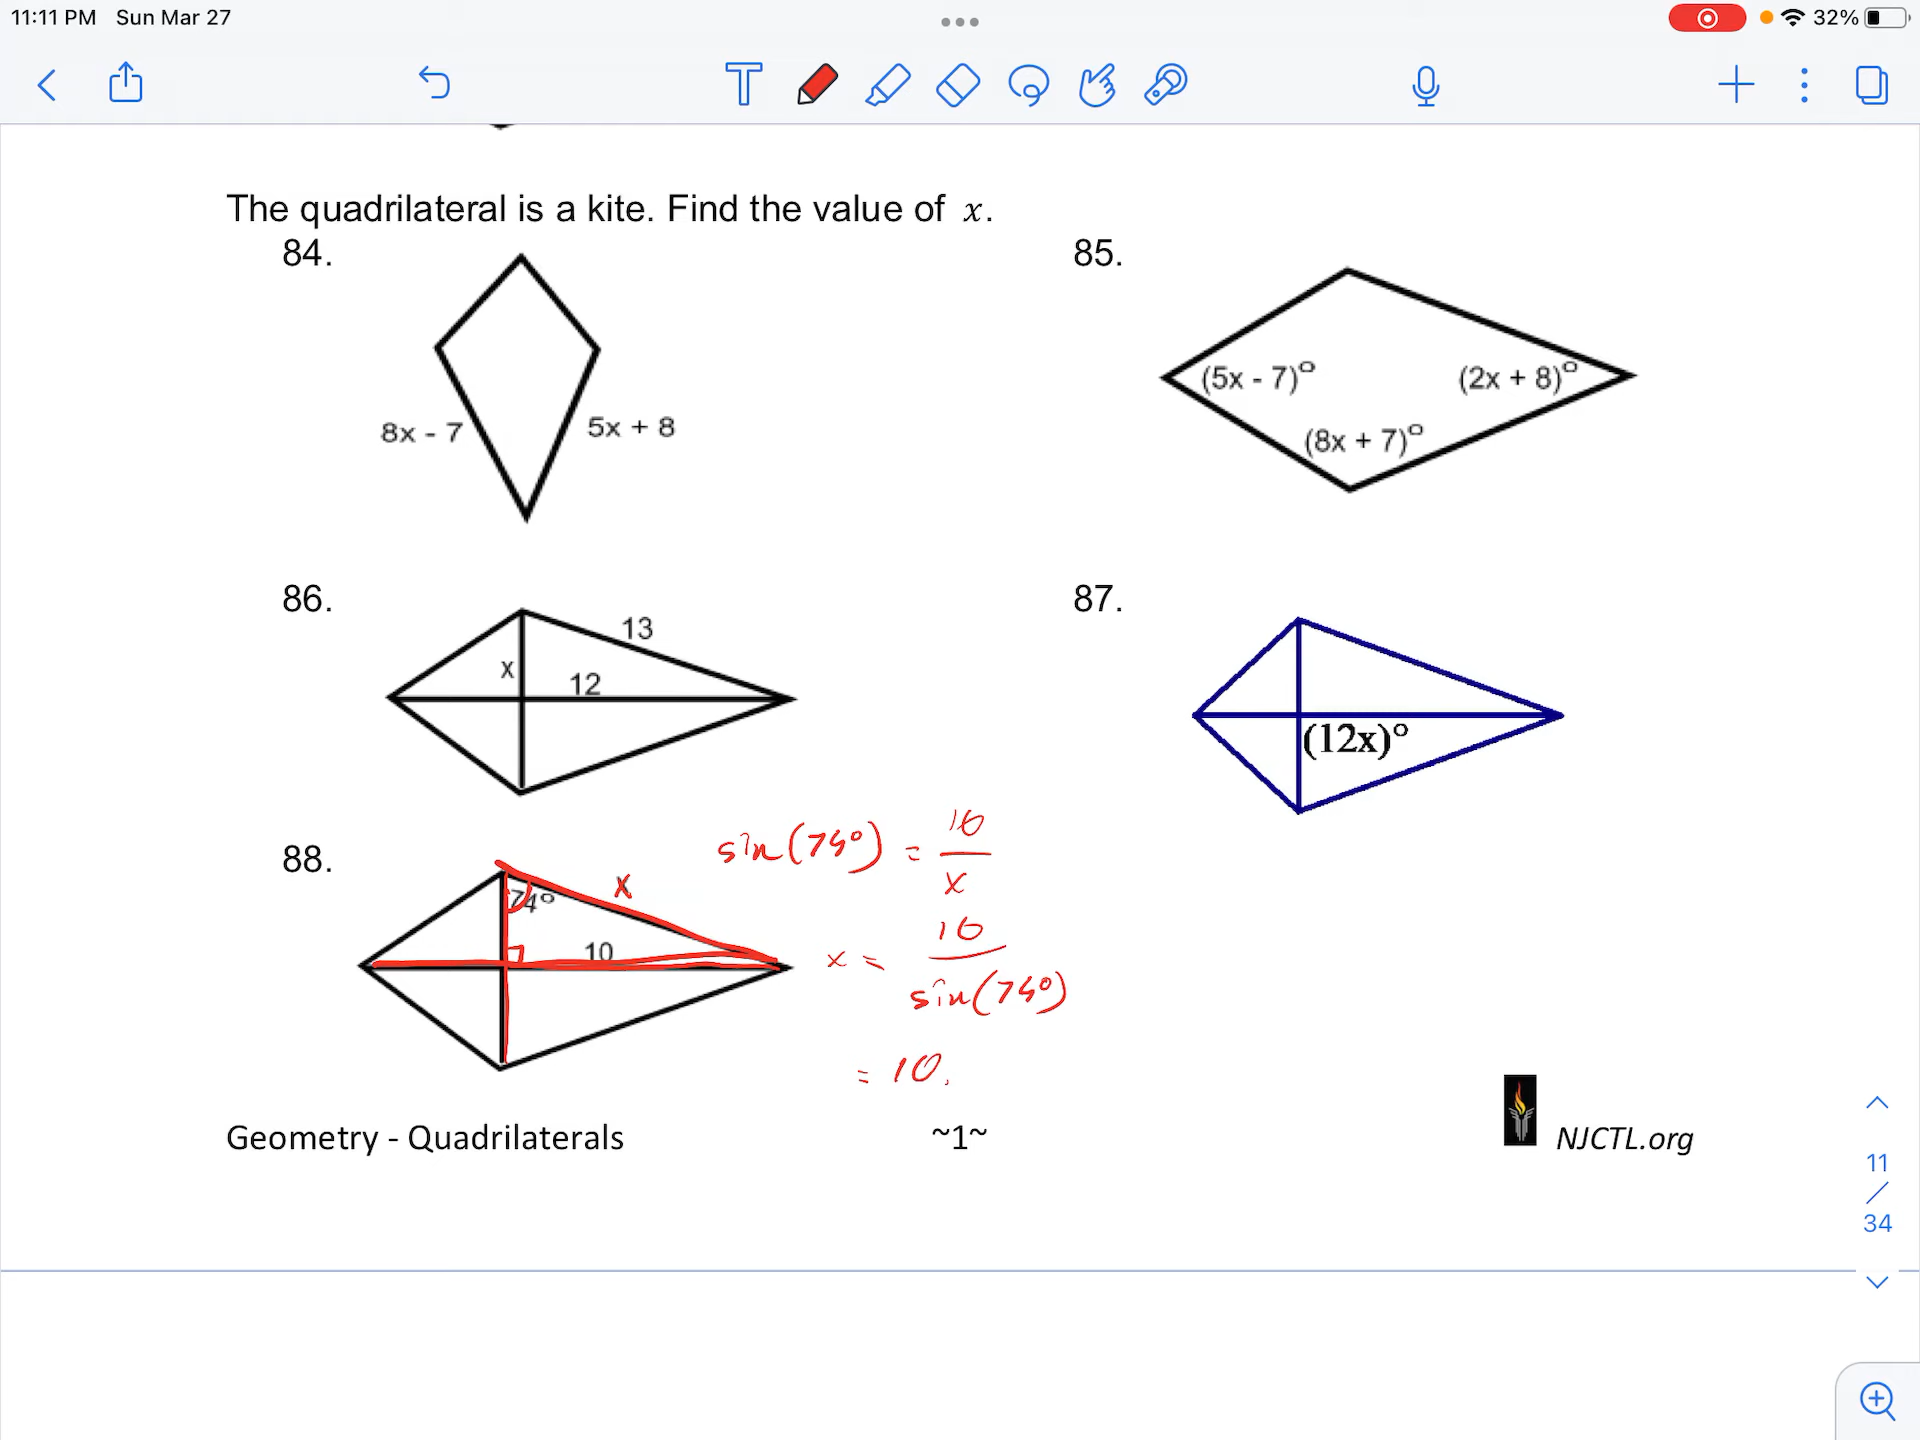 11:11 PM Sun Mar 27
32%
The quadrilateral is a kite. Find the value of x.
84.
8x - 7
5x + 8
85.
(5x - 7)°
(2x + 8)°
(8x + 7)°
86.
13
x
12
87.
(12x)°
88.
74°
x
10
sin(74°) = 10
x
x = 10
sin(74°)
= 10.
Geometry - Quadrilaterals
~1~
NJCTL.org
11
/
34